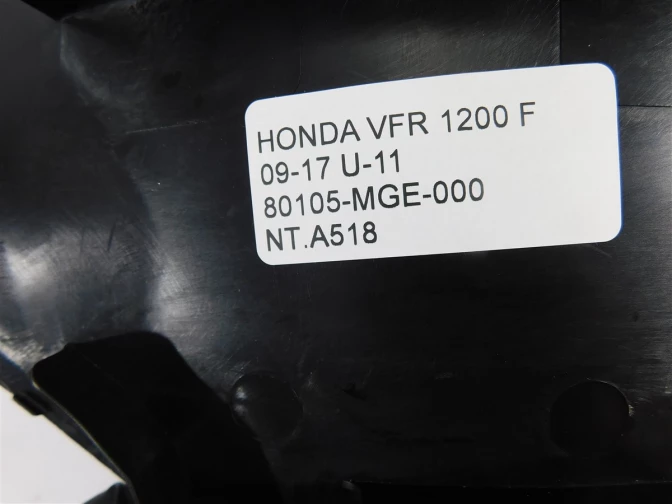 HONDA VFR 1200 F
09-17 U-11
80105-MGE-000
NT.A518